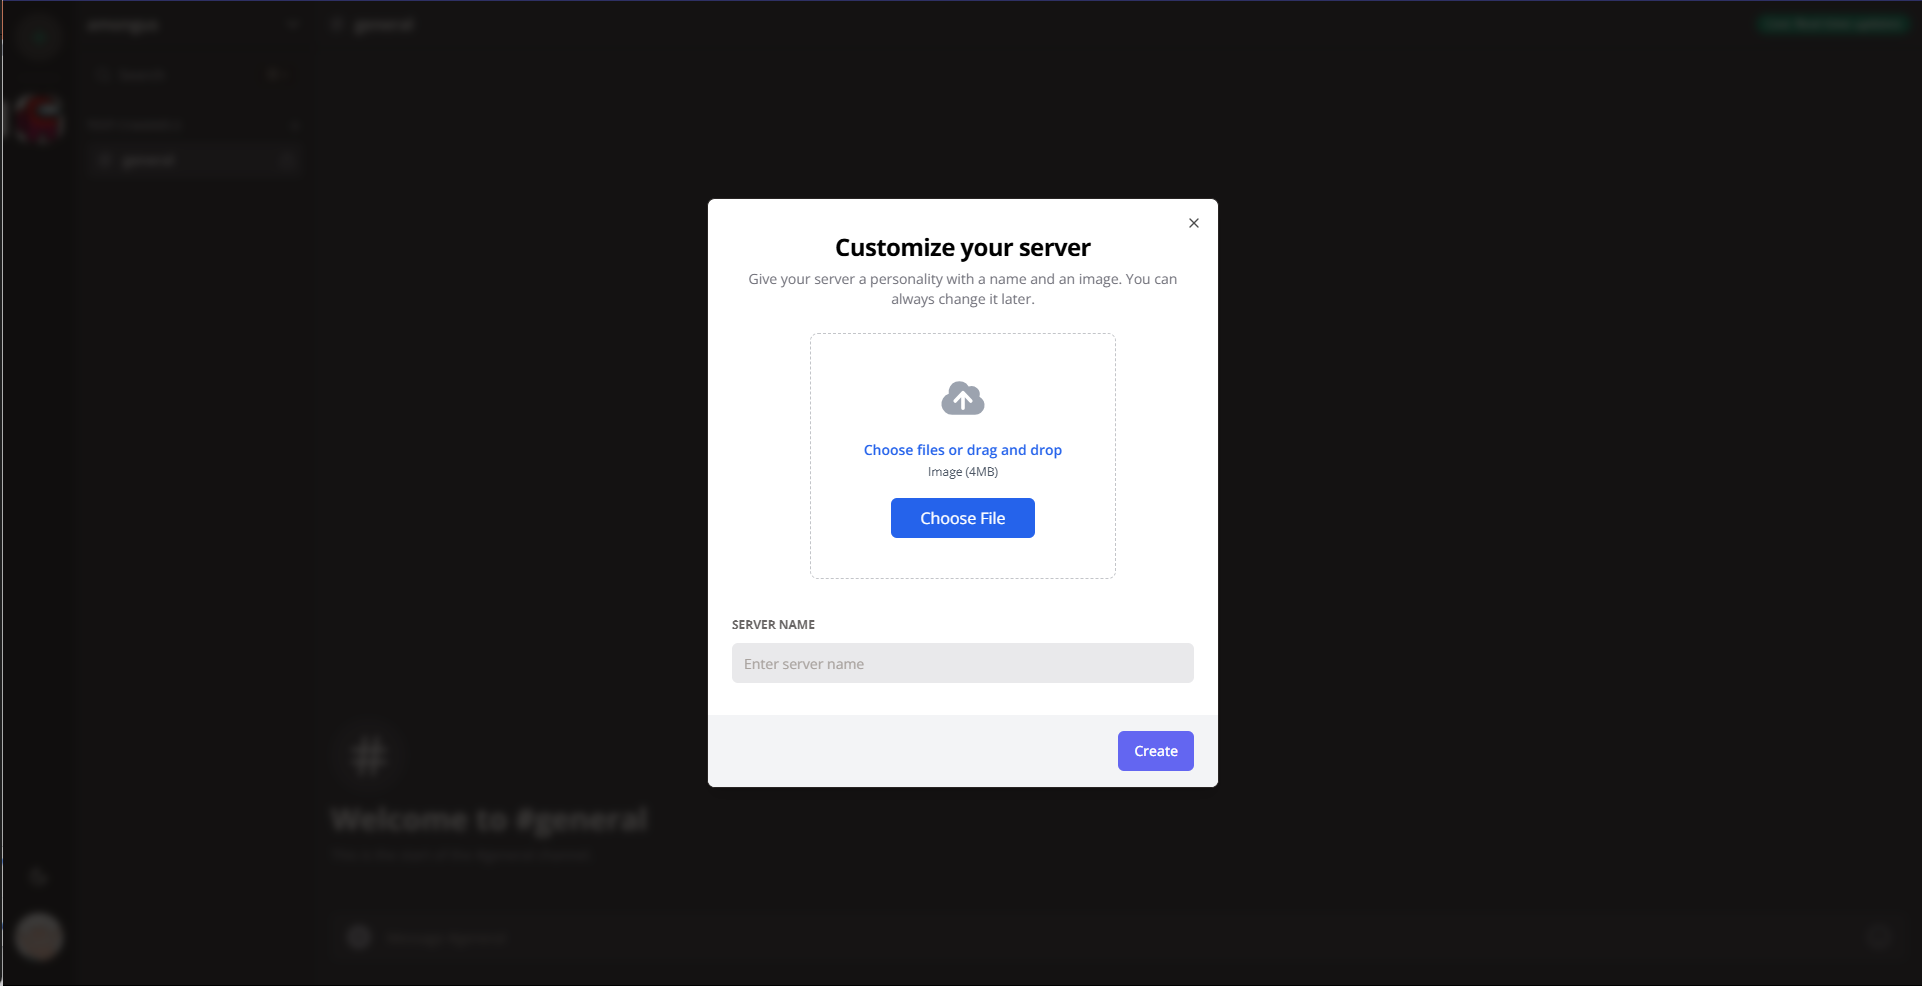 general
general
Customize your server
Give your server a personality with a name and an image. You can
always change it later.
Choose files or drag and drop
Image (4MB)
Choose File
SERVER NAME
Enter server name
Create
Welcome to #general